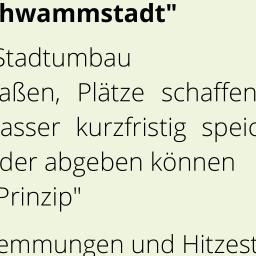 hwammstadt"
Stadtumbau
aßen, Plätze schaffen
asser kurzfristig speic
der abgeben können
Prinzip"
emmungen und Hitzest